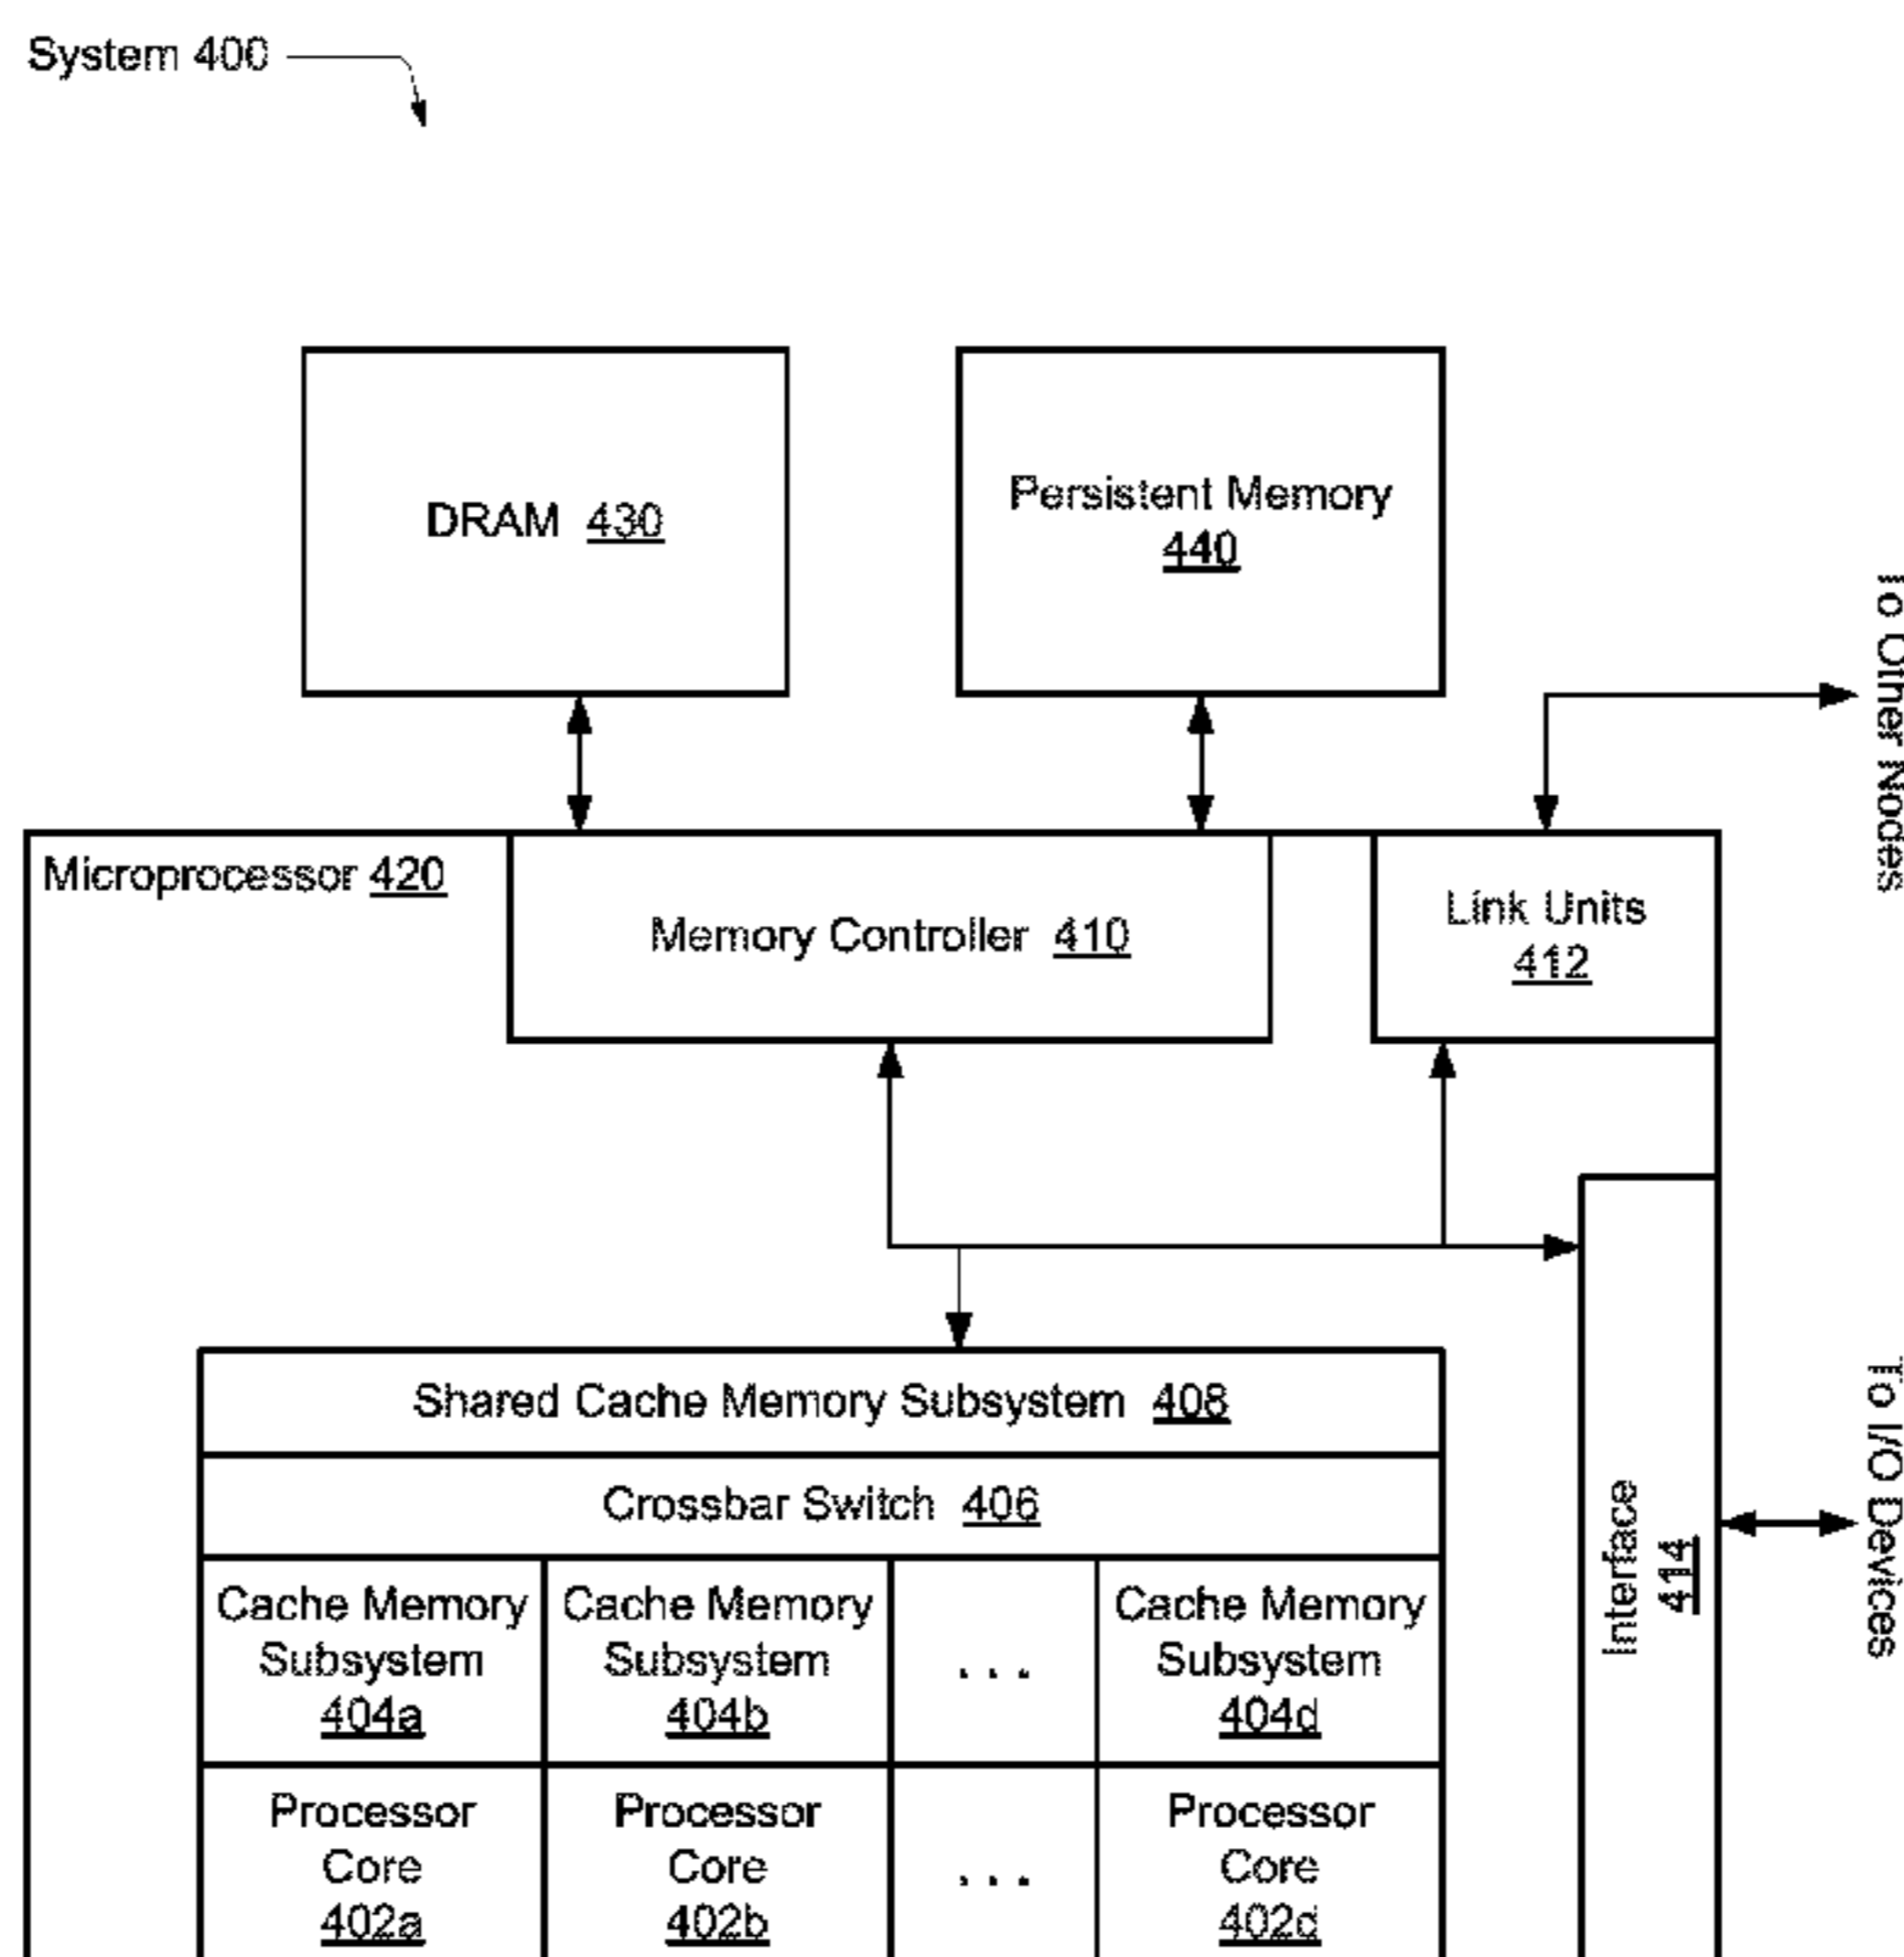 System 400
DRAM 430
Persistent Memory
440
To Other Nodes
Microprocessor 420
Memory Controller 410
Link Units
412
Shared Cache Memory Subsystem 408
Crossbar Switch 406
Cache Memory
Subsystem
404a
Cache Memory
Subsystem
404b
. . .
Cache Memory
Subsystem
404d
Processor
Core
402a
Processor
Core
402b
. . .
Processor
Core
402d
Interface
414
To I/O Devices